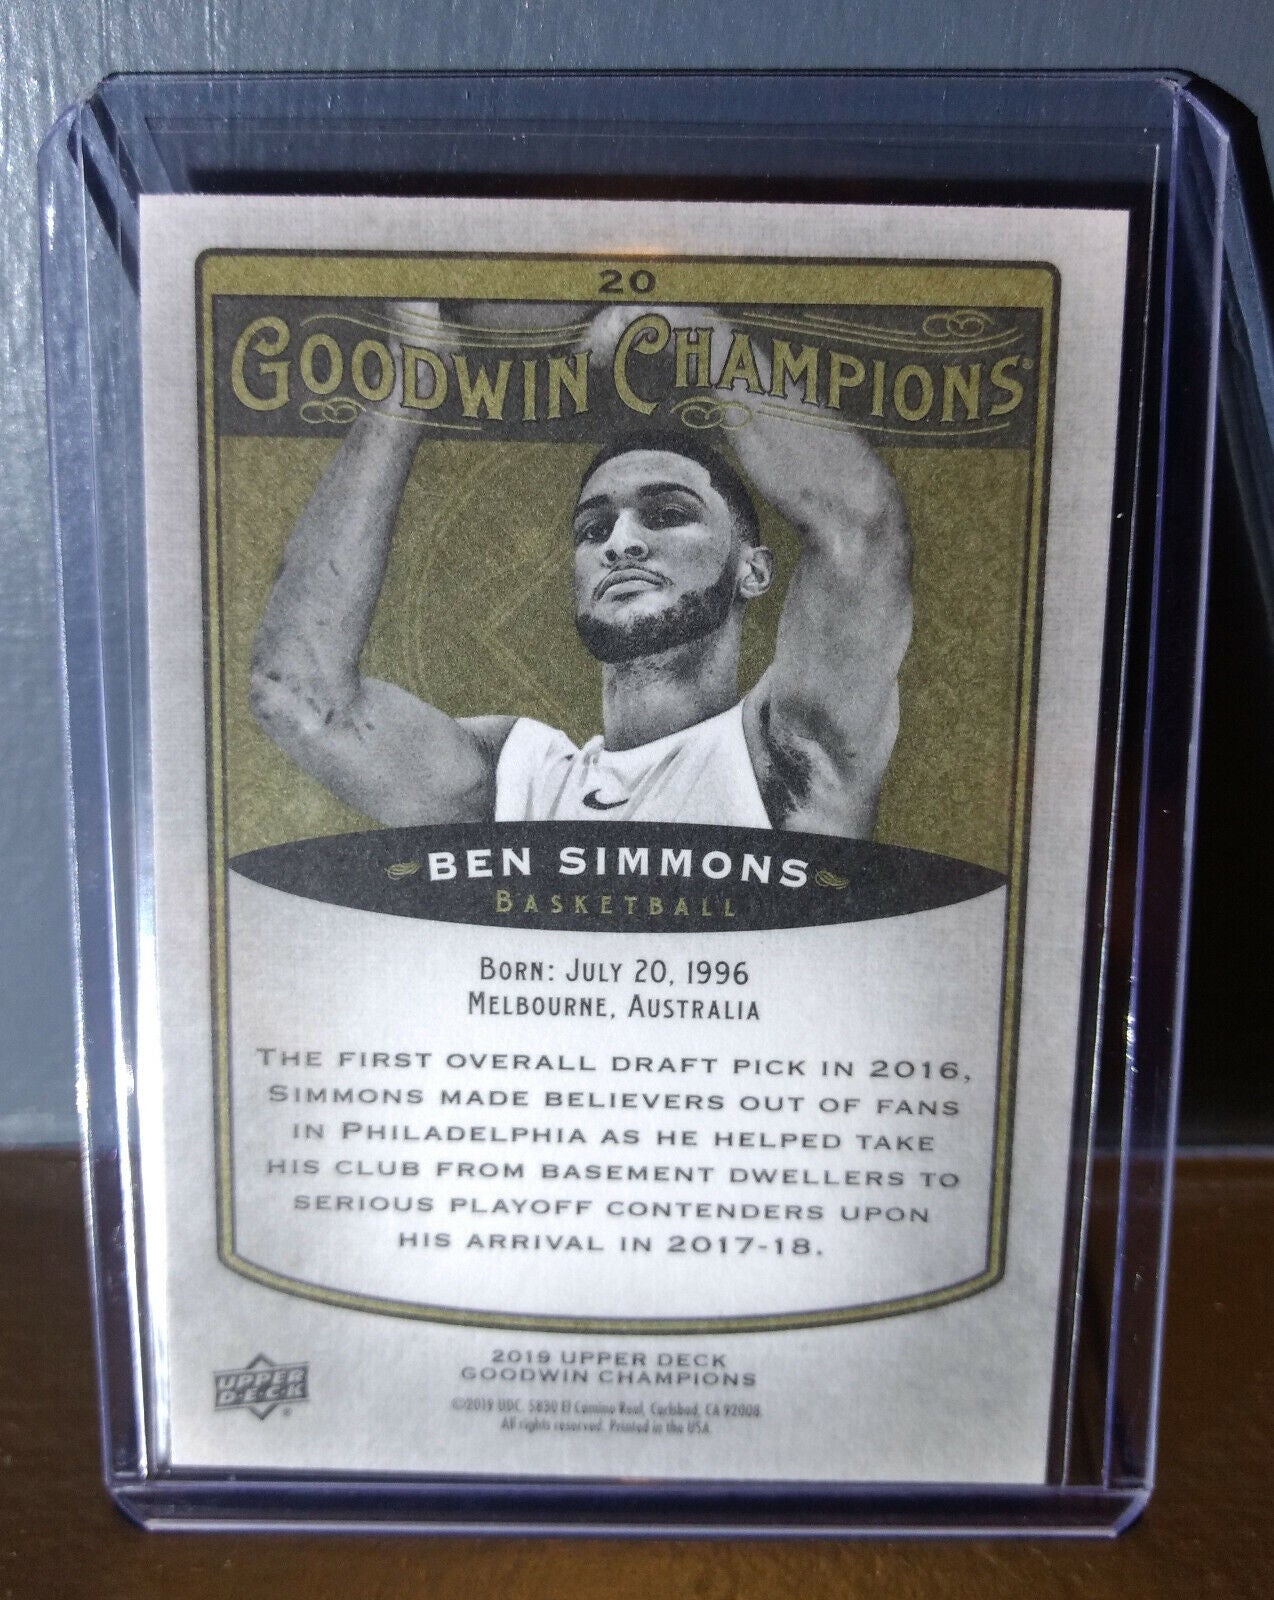 20
GOODWIN CHAMPIONS®
BEN SIMMONS
BASKETBALL
BORN: JULY 20, 1996
MELBOURNE, AUSTRALIA
THE FIRST OVERALL DRAFT PICK IN 2016,
SIMMONS MADE BELIEVERS OUT OF FANS
IN PHILADELPHIA AS HE HELPED TAKE
HIS CLUB FROM BASEMENT DWELLERS TO
SERIOUS PLAYOFF CONTENDERS UPON
HIS ARRIVAL IN 2017-18.
UPPER
DECK®
2019 UPPER DECK
GOODWIN CHAMPIONS
©2019 UDC. 5830 El Camino Real, Carlsbad, CA 92008.
All rights reserved. Printed in the USA.